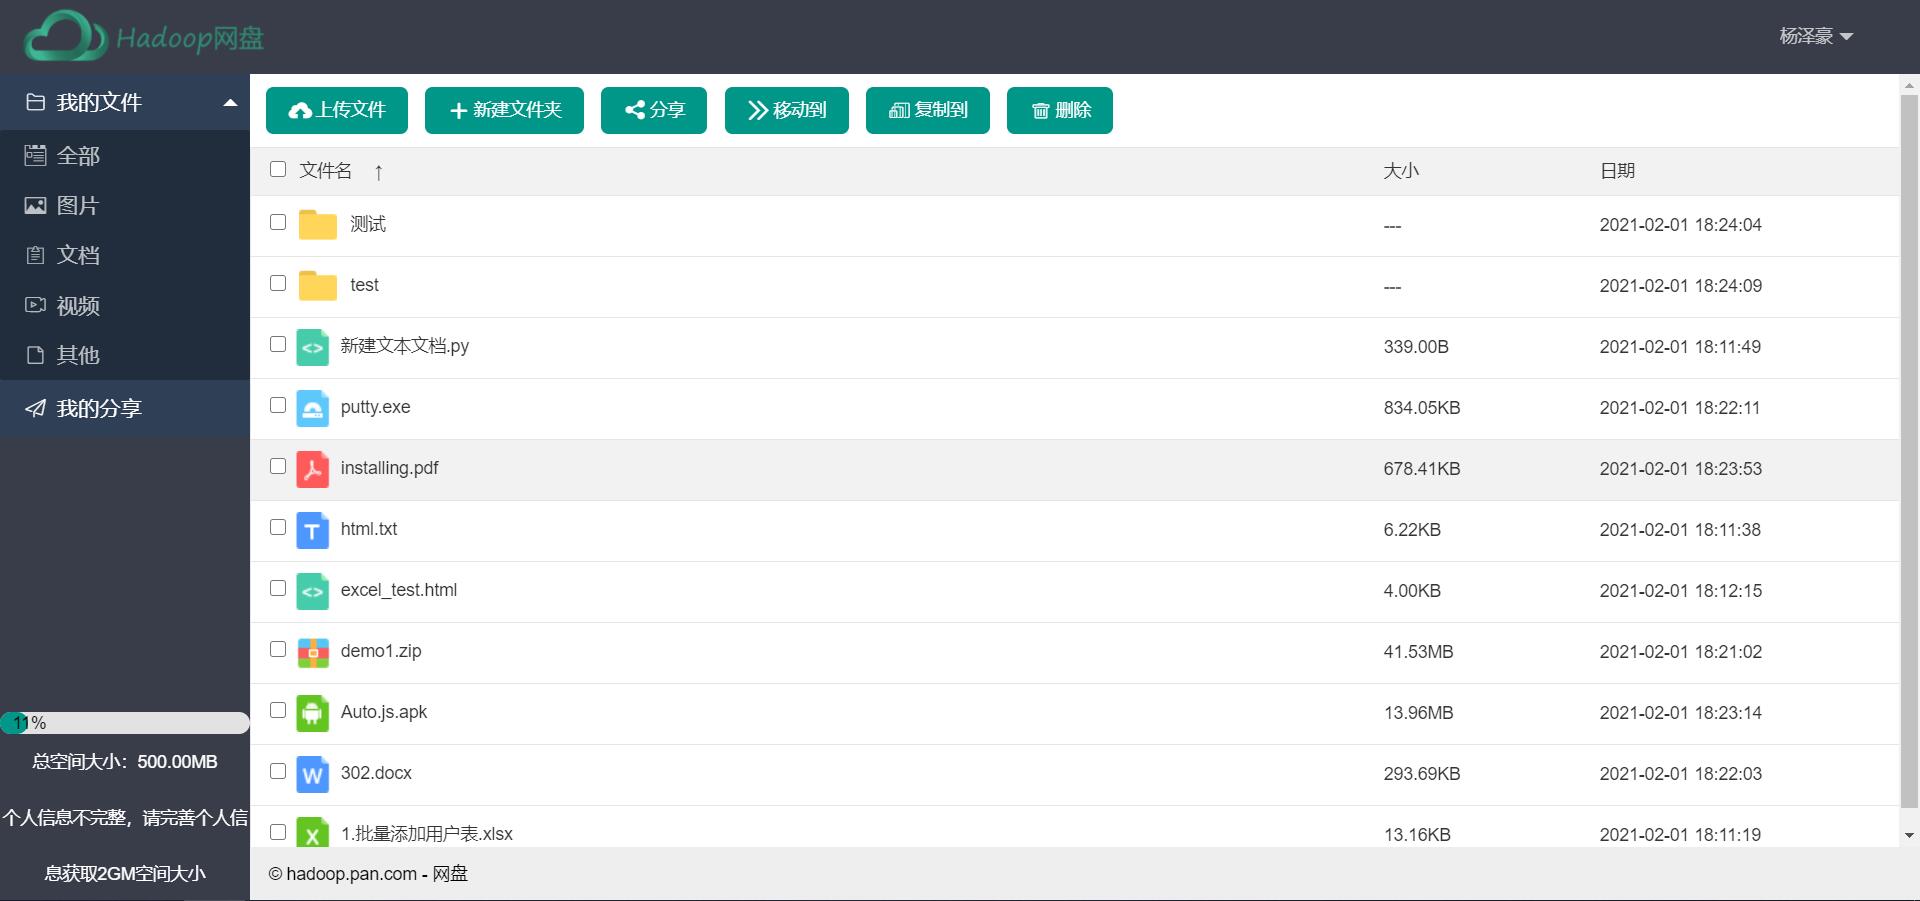 Hadoop网盘
杨泽豪
我的文件
全部
图片
文档
视频
其他
我的分享
11%
总空间大小：500.00MB
个人信息不完整，请完善个人信
息获取2GM空间大小
上传文件 新建文件夹 分享 移动到 复制到 删除
文件名 ↑ 大小 日期
测试 --- 2021-02-01 18:24:04
test --- 2021-02-01 18:24:09
新建文本文档.py 339.00B 2021-02-01 18:11:49
putty.exe 834.05KB 2021-02-01 18:22:11
installing.pdf 678.41KB 2021-02-01 18:23:53
html.txt 6.22KB 2021-02-01 18:11:38
excel_test.html 4.00KB 2021-02-01 18:12:15
demo1.zip 41.53MB 2021-02-01 18:21:02
Auto.js.apk 13.96MB 2021-02-01 18:23:14
302.docx 293.69KB 2021-02-01 18:22:03
1.批量添加用户表.xlsx 13.16KB 2021-02-01 18:11:19
© hadoop.pan.com - 网盘